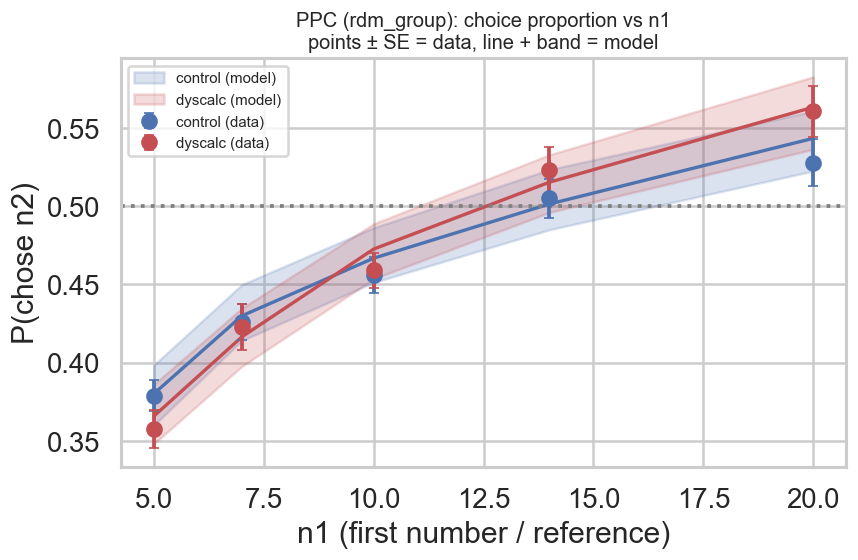 PPC (rdm_group): choice proportion vs n1
points ± SE = data, line + band = model
control (model)
dyscalc (model)
control (data)
dyscalc (data)
P(chose n2)
0.55
0.50
0.45
0.40
0.35
5.0 7.5 10.0 12.5 15.0 17.5 20.0
n1 (first number / reference)